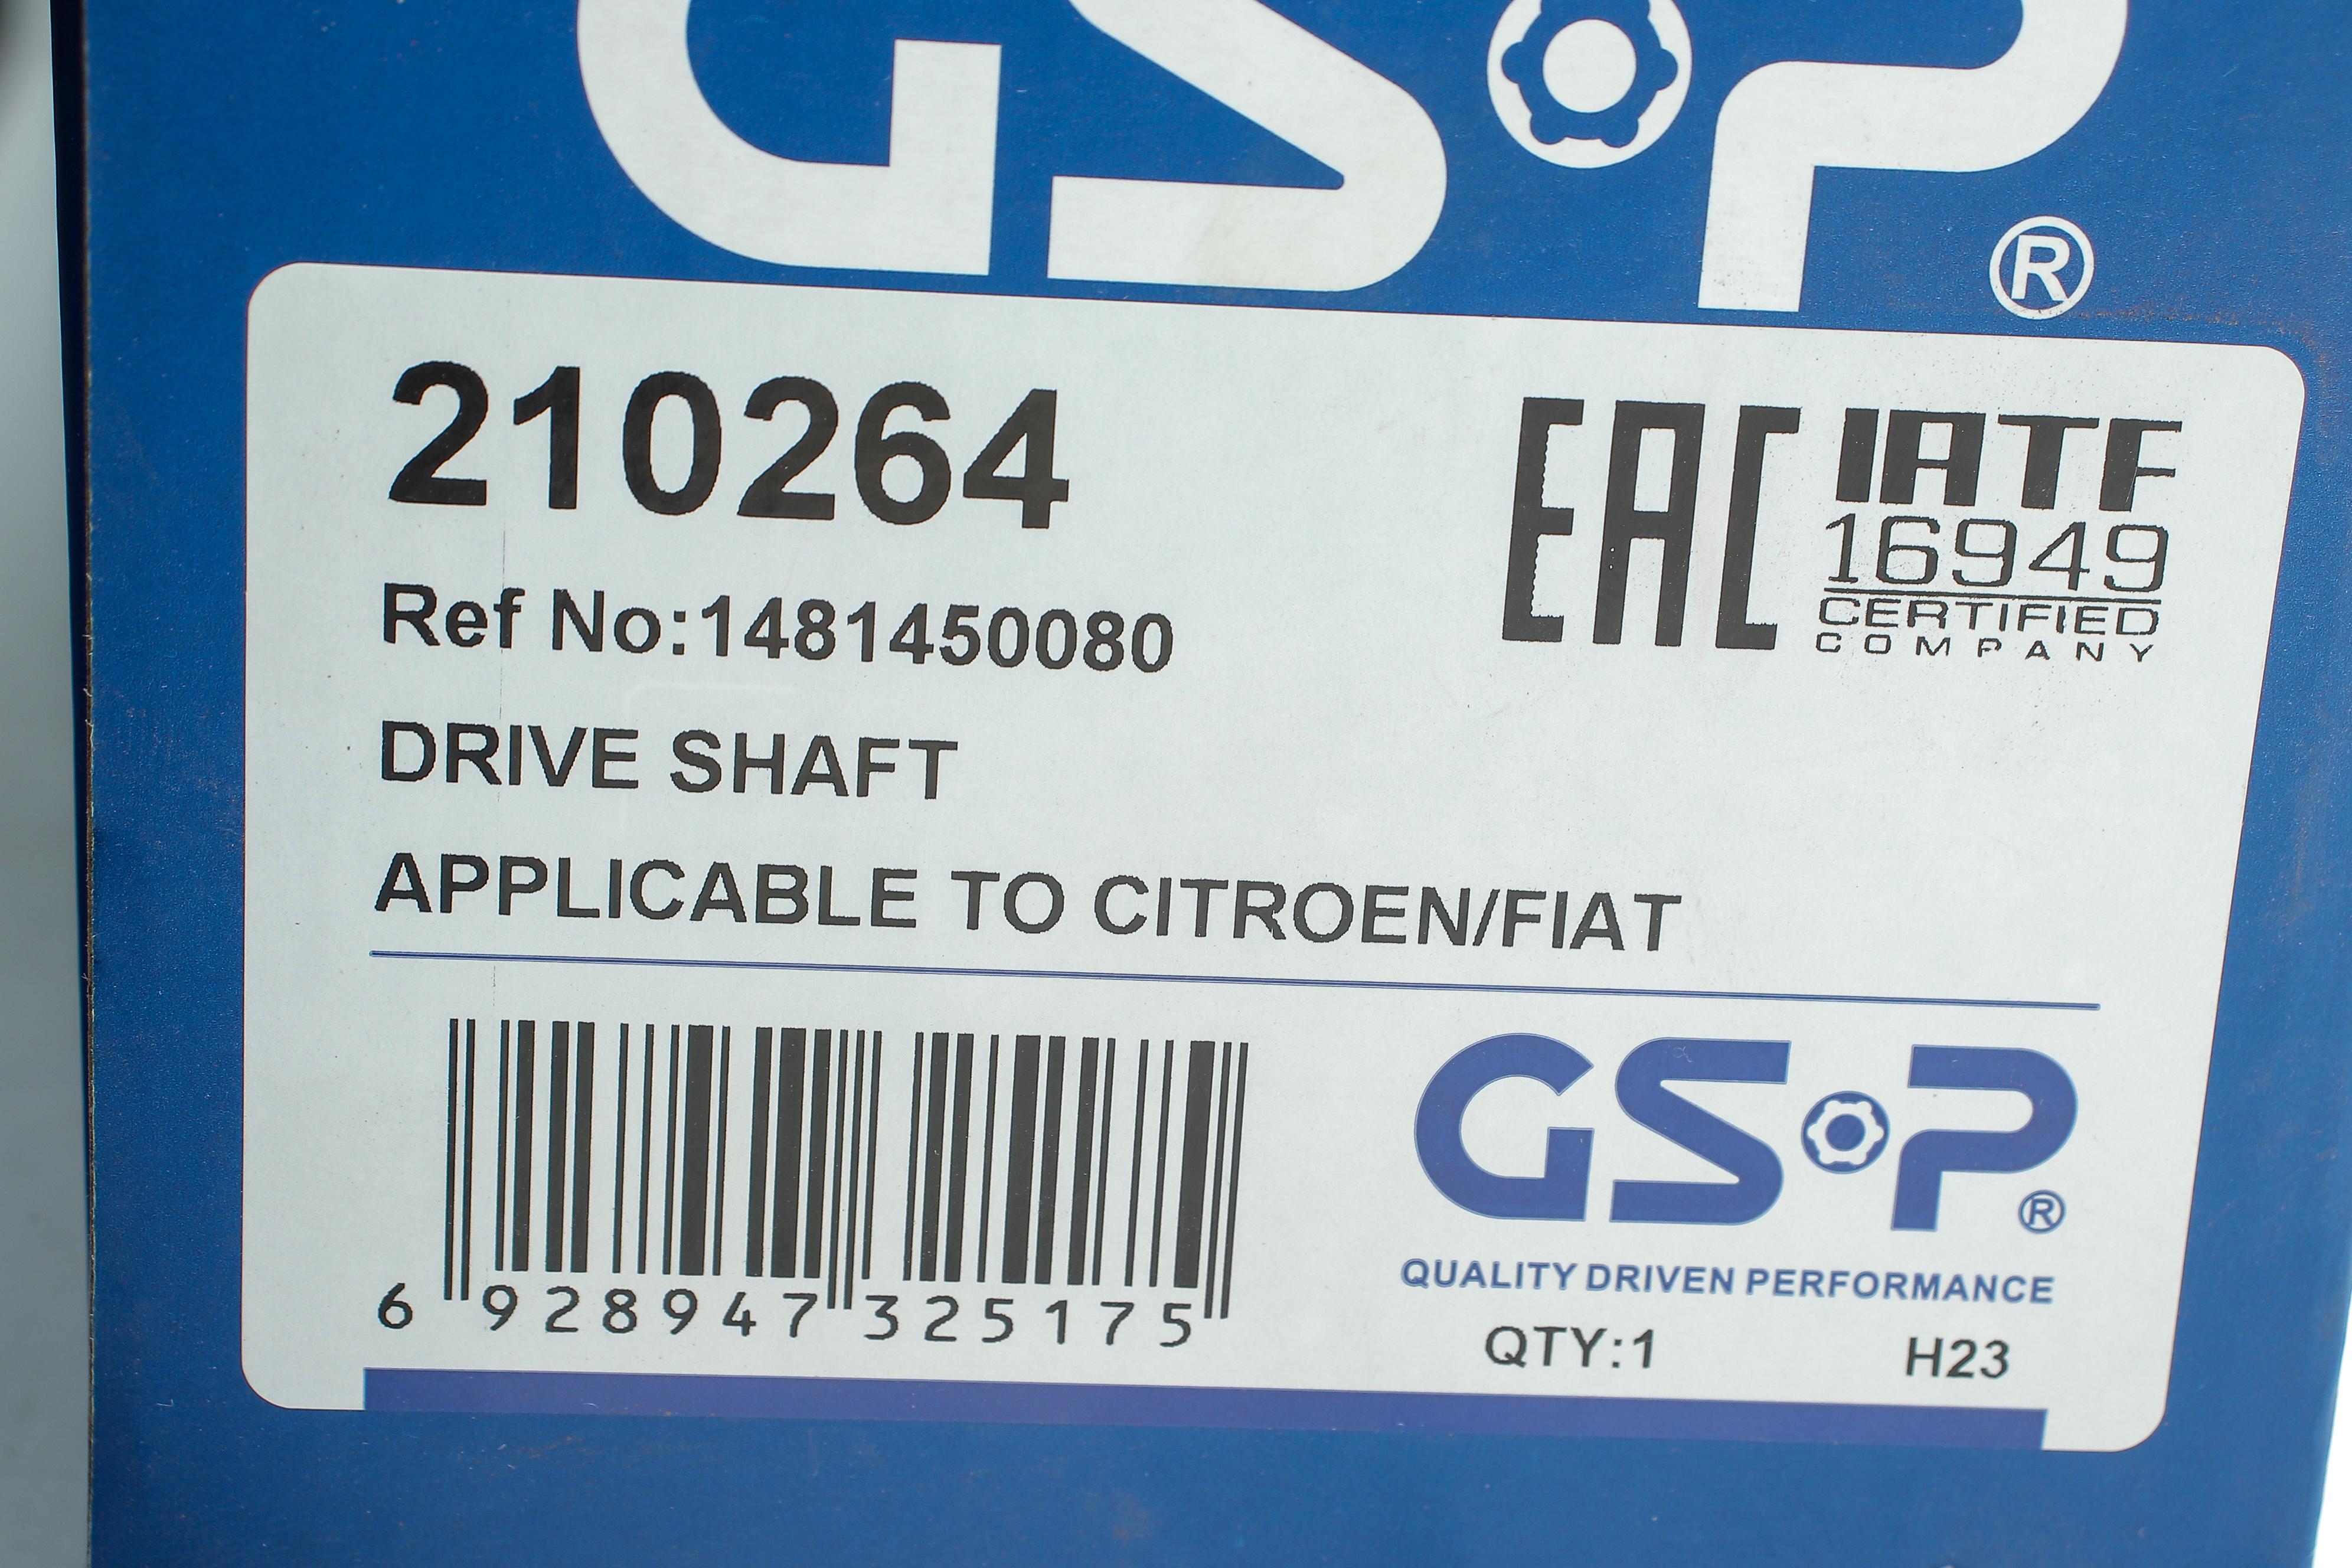 GSP®
210264
Ref No:1481450080
DRIVE SHAFT
APPLICABLE TO CITROEN/FIAT
EAC
IATF
16949
CERTIFIED
COMPANY
6 928947 325175
GSP®
QUALITY DRIVEN PERFORMANCE
QTY:1 H23